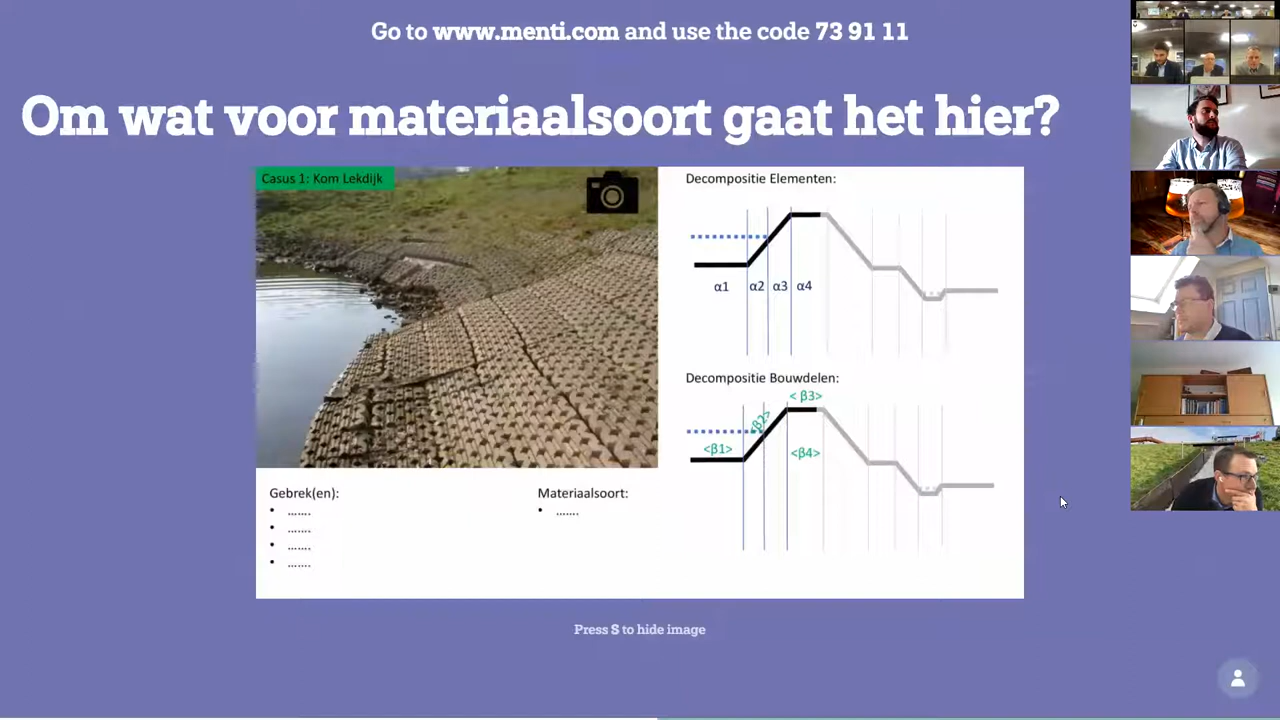 Go to www.menti.com and use the code 73 91 11
Om wat voor materiaalsoort gaat het hier?
Casus 1: Kom Lekdijk
Decompositie Elementen:
α1 α2 α3 α4
Decompositie Bouwdelen:
< β3>
<β2>
<β1>
<β4>
Gebrek(en):
• .......
• .......
• .......
• .......
Materiaalsoort:
• .......
Press S to hide image